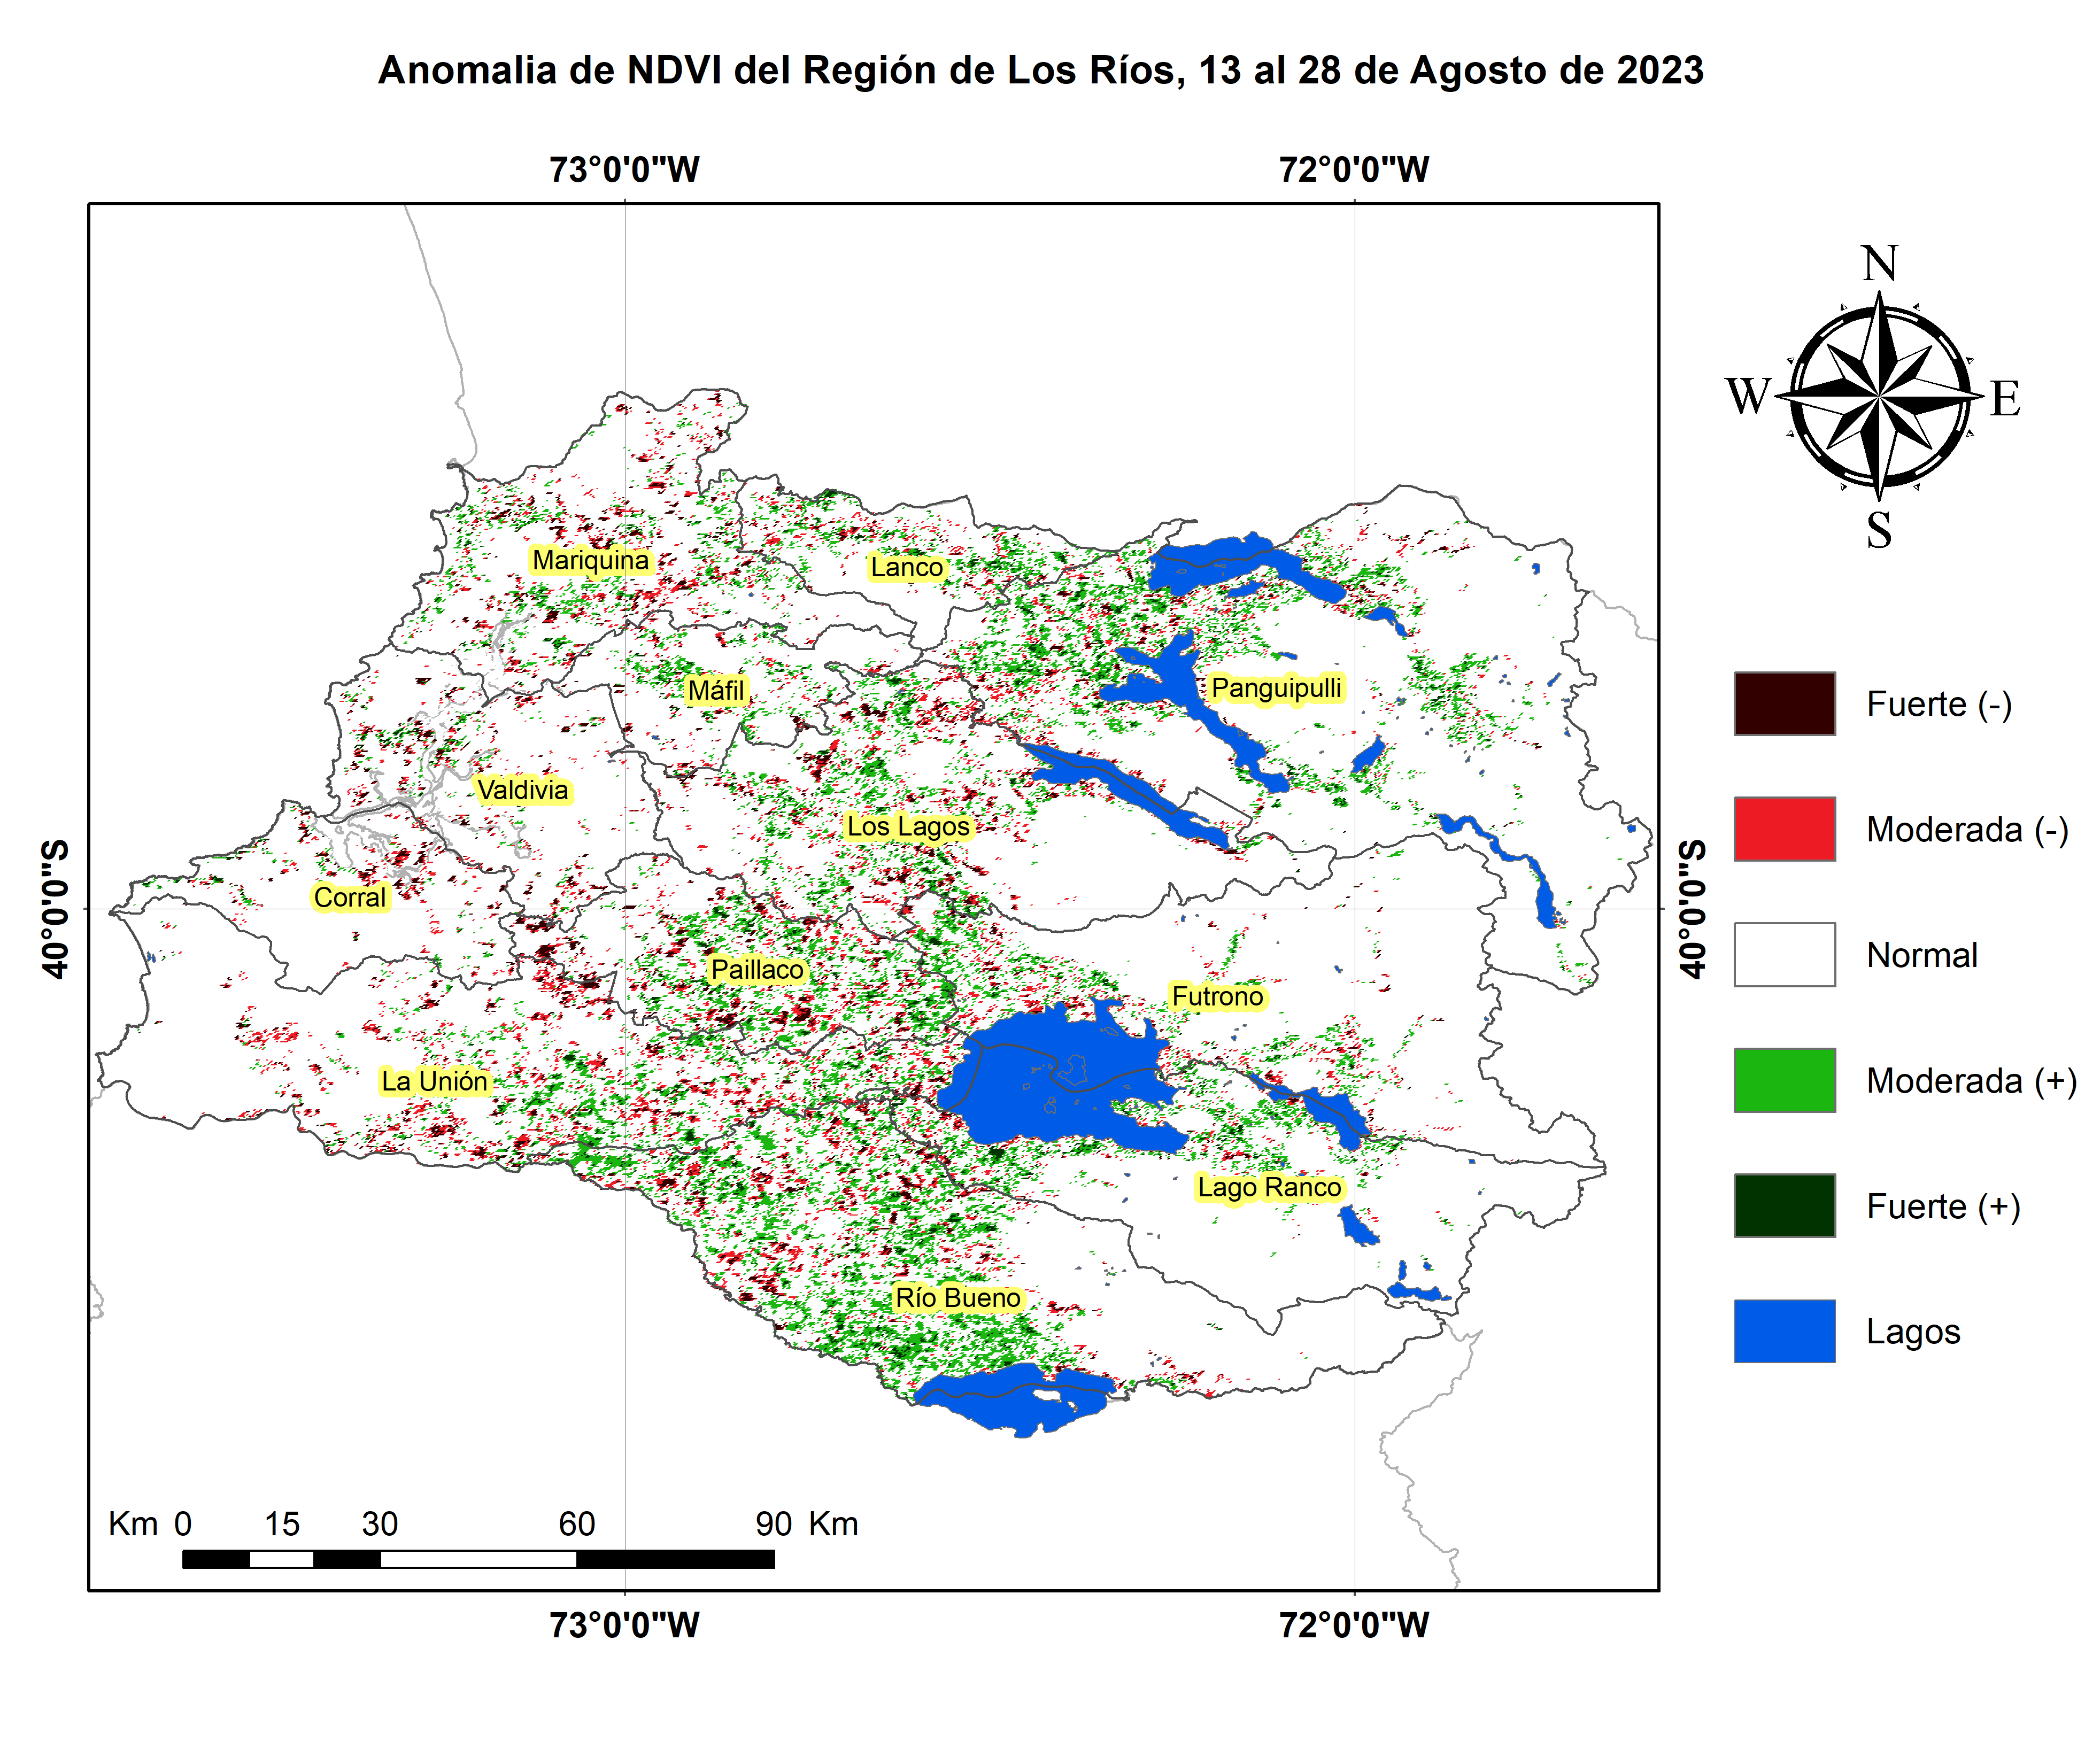 Anomalia de NDVI del Región de Los Ríos, 13 al 28 de Agosto de 2023
73°0'0"W
72°0'0"W
N
W
E
S
Mariquina
Lanco
Máfil
Panguipulli
Valdivia
Los Lagos
Corral
40°0'0"S
40°0'0"S
Paillaco
Futrono
La Unión
Lago Ranco
Río Bueno
Fuerte (-)
Moderada (-)
Normal
Moderada (+)
Fuerte (+)
Lagos
Km 0 15 30 60 90 Km
73°0'0"W
72°0'0"W